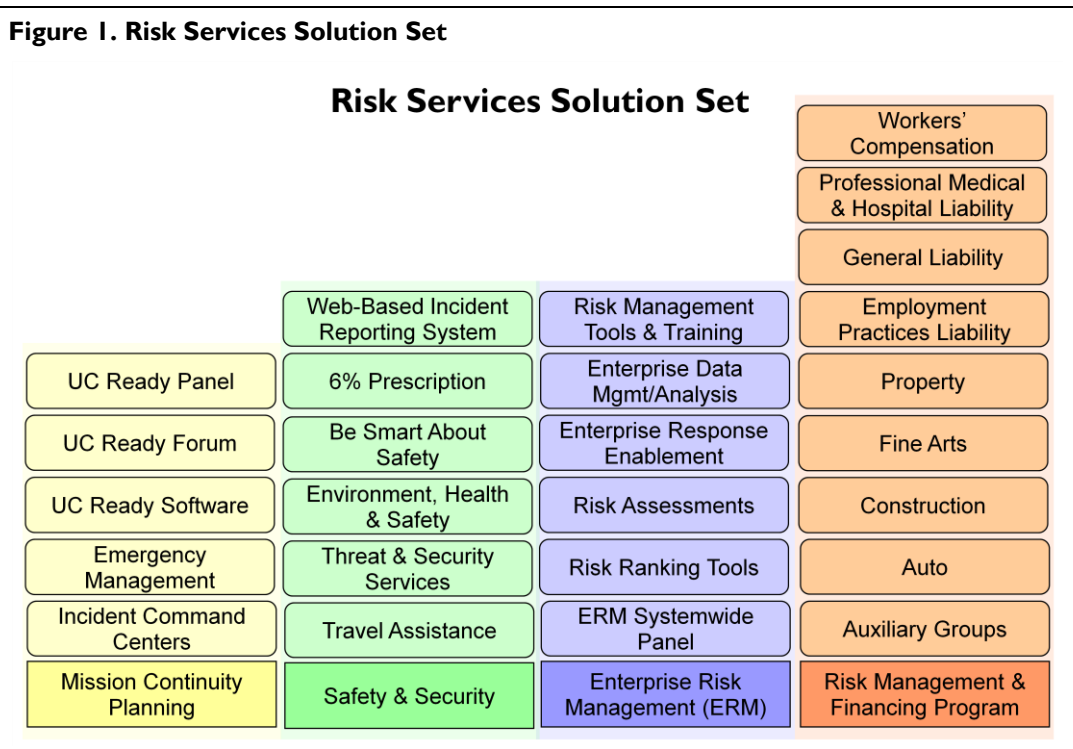 Figure 1. Risk Services Solution Set
Risk Services Solution Set
Workers'
Compensation
Professional Medical
& Hospital Liability
General Liability
Web-Based Incident
Reporting System
Risk Management
Tools & Training
Employment
Practices Liability
UC Ready Panel
6% Prescription
Enterprise Data
Mgmt/Analysis
Property
UC Ready Forum
Be Smart About
Safety
Enterprise Response
Enablement
Fine Arts
UC Ready Software
Environment, Health
& Safety
Risk Assessments
Construction
Emergency
Management
Threat & Security
Services
Risk Ranking Tools
Auto
Incident Command
Centers
Travel Assistance
ERM Systemwide
Panel
Auxiliary Groups
Mission Continuity
Planning
Safety & Security
Enterprise Risk
Management (ERM)
Risk Management &
Financing Program